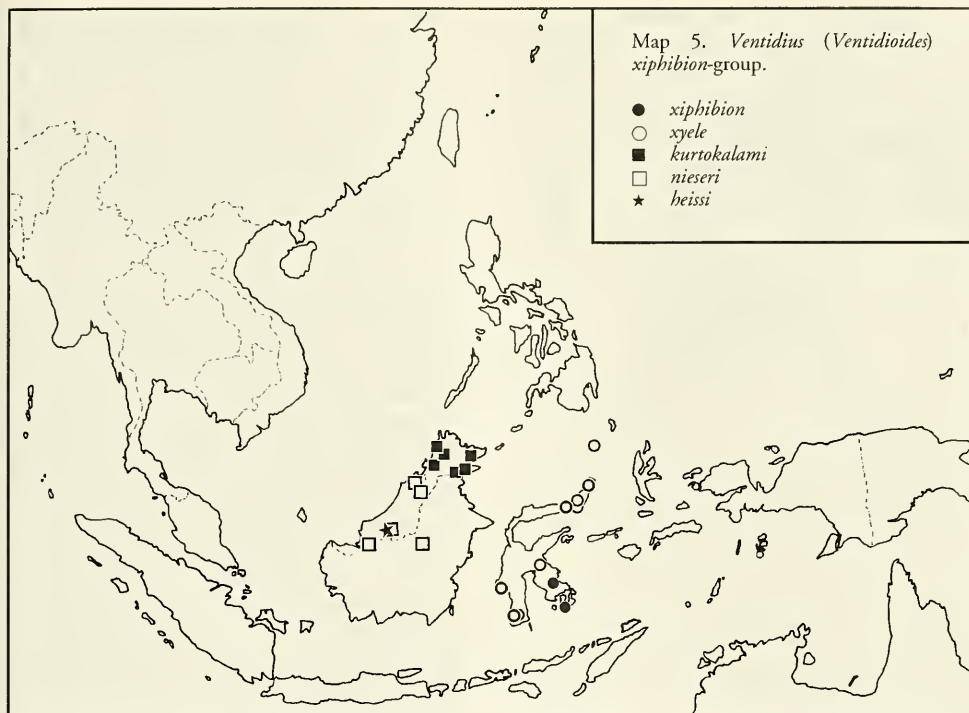 Map 5. Ventidius (Ventidioides)
xiphibion-group.
xiphibion
xyele
kurtokalami
nieseri
heissi